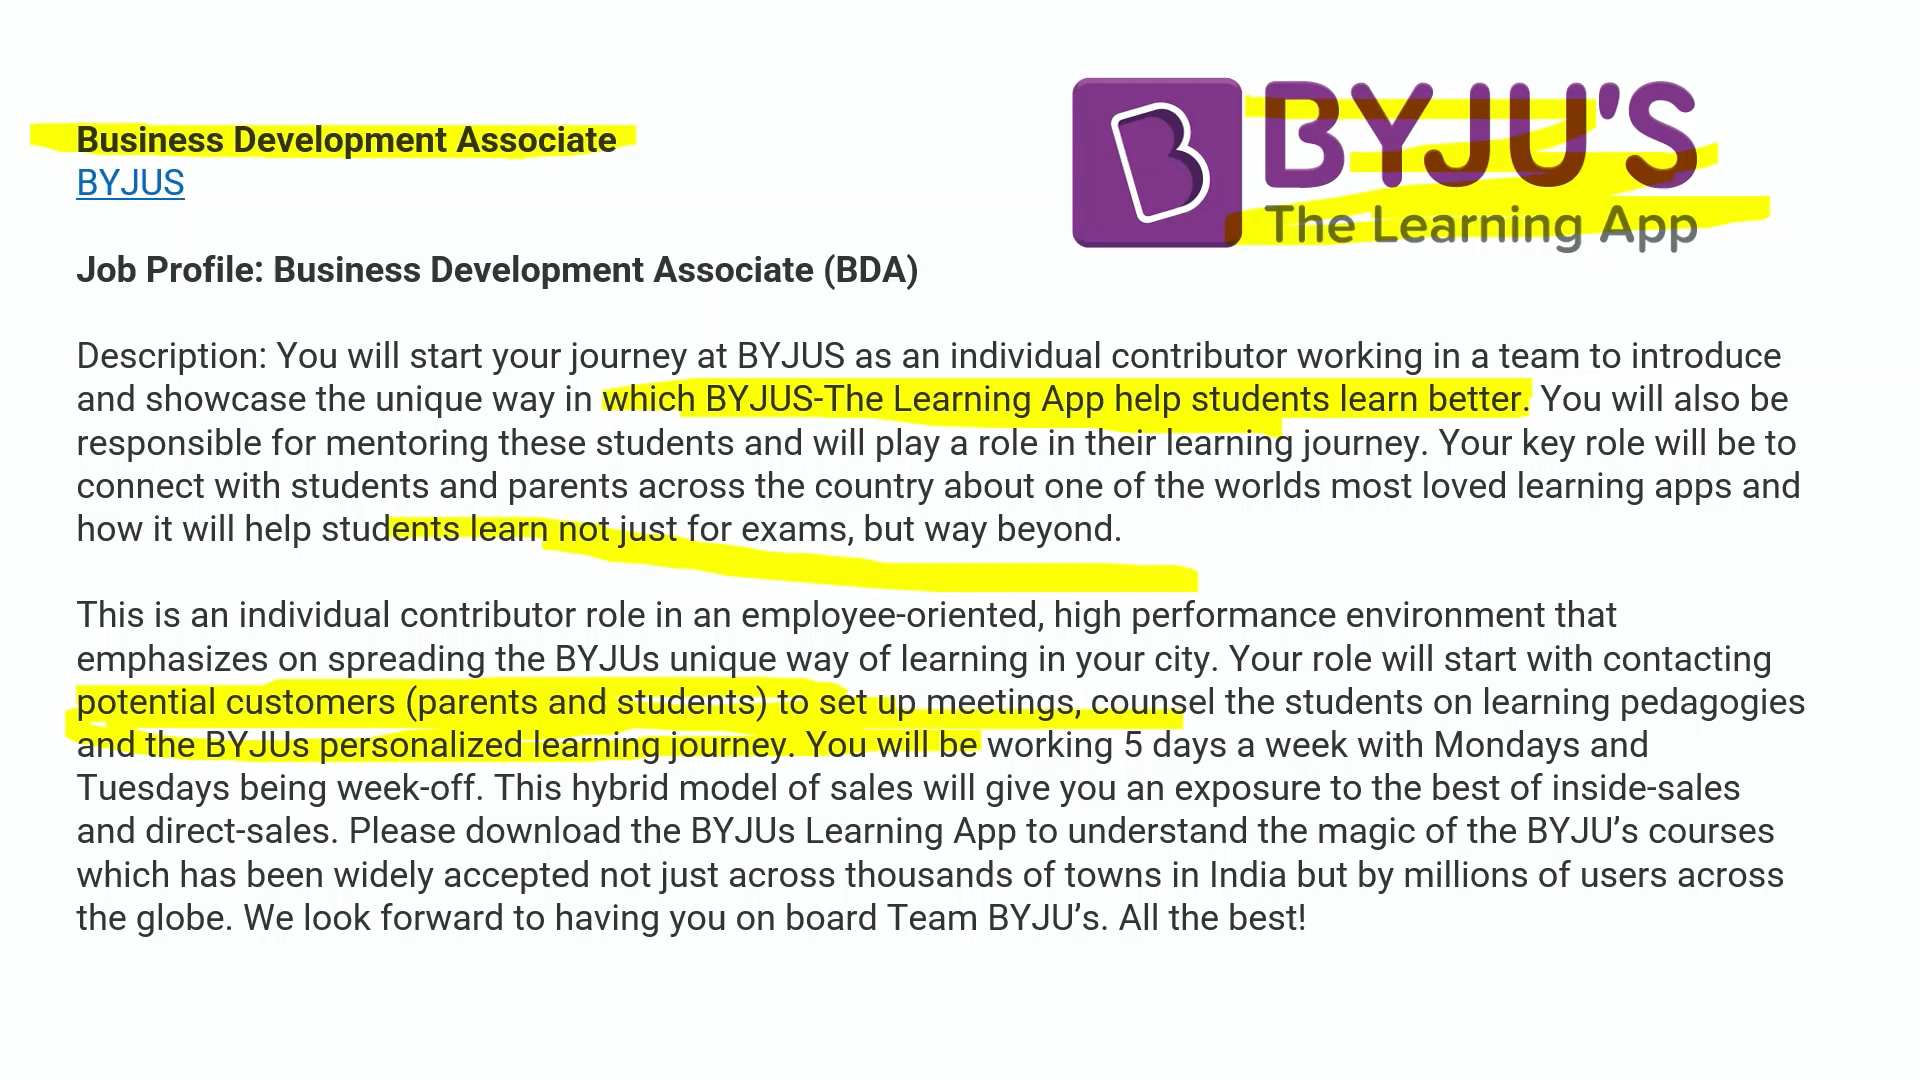 BYJU'S
The Learning App
Business Development Associate
BYJUS
Job Profile: Business Development Associate (BDA)
Description: You will start your journey at BYJUS as an individual contributor working in a team to introduce
and showcase the unique way in which BYJUS-The Learning App help students learn better. You will also be
responsible for mentoring these students and will play a role in their learning journey. Your key role will be to
connect with students and parents across the country about one of the worlds most loved learning apps and
how it will help students learn not just for exams, but way beyond.
This is an individual contributor role in an employee-oriented, high performance environment that
emphasizes on spreading the BYJUs unique way of learning in your city. Your role will start with contacting
potential customers (parents and students) to set up meetings, counsel the students on learning pedagogies
and the BYJUs personalized learning journey. You will be working 5 days a week with Mondays and
Tuesdays being week-off. This hybrid model of sales will give you an exposure to the best of inside-sales
and direct-sales. Please download the BYJUs Learning App to understand the magic of the BYJU’s courses
which has been widely accepted not just across thousands of towns in India but by millions of users across
the globe. We look forward to having you on board Team BYJU’s. All the best!